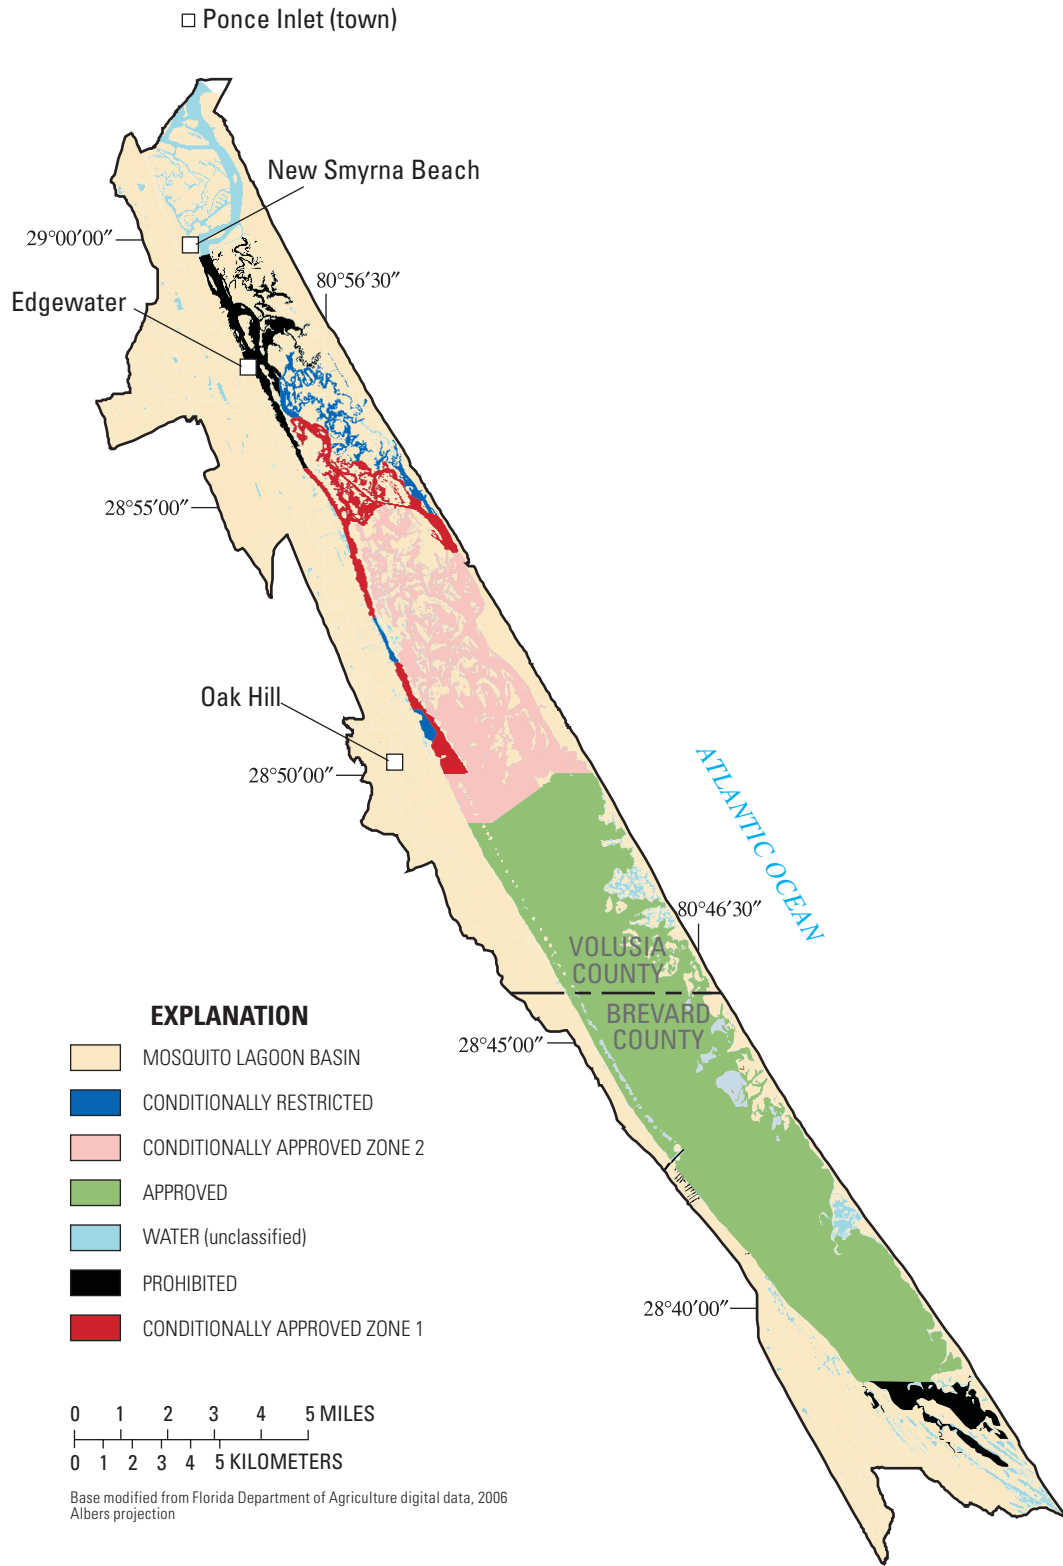 Ponce Inlet (town)
New Smyrna Beach
29°00′00″
80°56′30″
Edgewater
28°55′00″
Oak Hill
28°50′00″
ATLANTIC OCEAN
80°46′30″
VOLUSIA
COUNTY
BREVARD
COUNTY
28°45′00″
EXPLANATION
MOSQUITO LAGOON BASIN
CONDITIONALLY RESTRICTED
CONDITIONALLY APPROVED ZONE 2
APPROVED
WATER (unclassified)
PROHIBITED
CONDITIONALLY APPROVED ZONE 1
28°40′00″
0 1 2 3 4 5 MILES
0 1 2 3 4 5 KILOMETERS
Base modified from Florida Department of Agriculture digital data, 2006
Albers projection